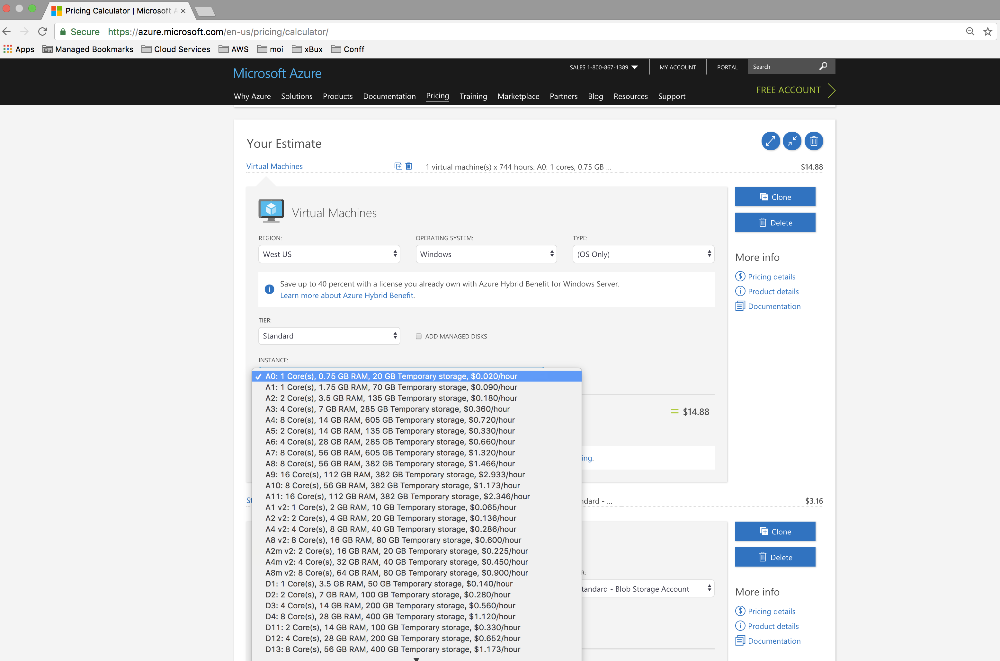 Pricing Calculator | Microsoft A
Secure https://azure.microsoft.com/en-us/pricing/calculator/
Apps Managed Bookmarks Cloud Services AWS moi xBux Conff
Microsoft Azure
SALES 1-800-867-1389 MY ACCOUNT PORTAL Search
Why Azure Solutions Products Documentation Pricing Training Marketplace Partners Blog Resources Support
FREE ACCOUNT
Your Estimate
Virtual Machines 1 virtual machine(s) x 744 hours: A0: 1 cores, 0.75 GB ... $14.88
Virtual Machines
Clone
Delete
REGION: OPERATING SYSTEM: TYPE:
West US Windows (OS Only)
More info
Pricing details
Product details
Documentation
Save up to 40 percent with a license you already own with Azure Hybrid Benefit for Windows Server.
Learn more about Azure Hybrid Benefit.
TIER:
Standard ADD MANAGED DISKS
INSTANCE:
✓ A0: 1 Core(s), 0.75 GB RAM, 20 GB Temporary storage, $0.020/hour
A1: 1 Core(s), 1.75 GB RAM, 70 GB Temporary storage, $0.090/hour
A2: 2 Core(s), 3.5 GB RAM, 135 GB Temporary storage, $0.180/hour
A3: 4 Core(s), 7 GB RAM, 285 GB Temporary storage, $0.360/hour
A4: 8 Core(s), 14 GB RAM, 605 GB Temporary storage, $0.720/hour
A5: 2 Core(s), 14 GB RAM, 135 GB Temporary storage, $0.330/hour
A6: 4 Core(s), 28 GB RAM, 285 GB Temporary storage, $0.660/hour
A7: 8 Core(s), 56 GB RAM, 605 GB Temporary storage, $1.320/hour
A8: 8 Core(s), 56 GB RAM, 382 GB Temporary storage, $1.466/hour
A9: 16 Core(s), 112 GB RAM, 382 GB Temporary storage, $2.933/hour
A10: 8 Core(s), 56 GB RAM, 382 GB Temporary storage, $1.173/hour
A11: 16 Core(s), 112 GB RAM, 382 GB Temporary storage, $2.346/hour
A1 v2: 1 Core(s), 2 GB RAM, 10 GB Temporary storage, $0.065/hour
A2 v2: 2 Core(s), 4 GB RAM, 20 GB Temporary storage, $0.136/hour
A4 v2: 4 Core(s), 8 GB RAM, 40 GB Temporary storage, $0.286/hour
A8 v2: 8 Core(s), 16 GB RAM, 80 GB Temporary storage, $0.600/hour
A2m v2: 2 Core(s), 16 GB RAM, 20 GB Temporary storage, $0.225/hour
A4m v2: 4 Core(s), 32 GB RAM, 40 GB Temporary storage, $0.450/hour
A8m v2: 8 Core(s), 64 GB RAM, 80 GB Temporary storage, $0.900/hour
D1: 1 Core(s), 3.5 GB RAM, 50 GB Temporary storage, $0.140/hour
D2: 2 Core(s), 7 GB RAM, 100 GB Temporary storage, $0.280/hour
D3: 4 Core(s), 14 GB RAM, 200 GB Temporary storage, $0.560/hour
D4: 8 Core(s), 28 GB RAM, 400 GB Temporary storage, $1.120/hour
D11: 2 Core(s), 14 GB RAM, 100 GB Temporary storage, $0.330/hour
D12: 4 Core(s), 28 GB RAM, 200 GB Temporary storage, $0.652/hour
D13: 8 Core(s), 56 GB RAM, 400 GB Temporary storage, $1.173/hour
= $14.88
ing.
St ndard - ... $3.16
Clone
Delete
R:
tandard - Blob Storage Account
More info
Pricing details
Product details
Documentation